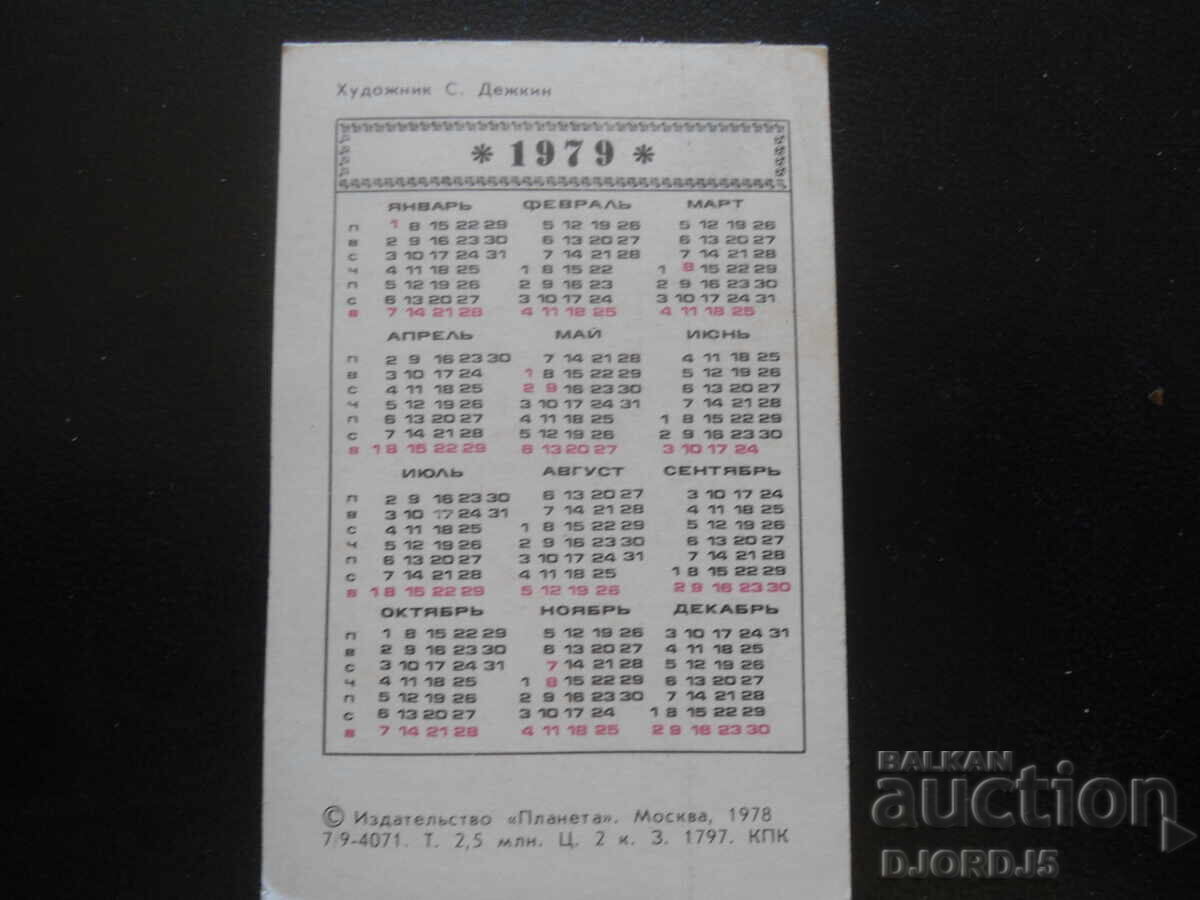 Художник С. Дежкин
* 1979 *
ЯНВАРЬ ФЕВРАЛЬ МАРТ
П 1 8 15 22 29 5 12 19 26 5 12 19 26
В 2 9 16 23 30 6 13 20 27 6 13 20 27
С 3 10 17 24 31 7 14 21 28 7 14 21 28
Ч 4 11 18 25 1 8 15 22 1 8 15 22 29
П 5 12 19 26 2 9 16 23 2 9 16 23 30
С 6 13 20 27 3 10 17 24 3 10 17 24 31
В 7 14 21 28 4 11 18 25 4 11 18 25
АПРЕЛЬ МАЙ ИЮНЬ
П 2 9 16 23 30 7 14 21 28 4 11 18 25
В 3 10 17 24 1 8 15 22 29 5 12 19 26
С 4 11 18 25 2 9 16 23 30 6 13 20 27
Ч 5 12 19 26 3 10 17 24 31 7 14 21 28
П 6 13 20 27 4 11 18 25 1 8 15 22 29
С 7 14 21 28 5 12 19 26 2 9 16 23 30
В 1 8 15 22 29 6 13 20 27 3 10 17 24
ИЮЛЬ АВГУСТ СЕНТЯБРЬ
П 2 9 16 23 30 6 13 20 27 3 10 17 24
В 3 10 17 24 31 7 14 21 28 4 11 18 25
С 4 11 18 25 1 8 15 22 29 5 12 19 26
Ч 5 12 19 26 2 9 16 23 30 6 13 20 27
П 6 13 20 27 3 10 17 24 31 7 14 21 28
С 7 14 21 28 4 11 18 25 1 8 15 22 29
В 1 8 15 22 29 5 12 19 26 2 9 16 23 30
ОКТЯБРЬ НОЯБРЬ ДЕКАБРЬ
П 1 8 15 22 29 5 12 19 26 3 10 17 24 31
В 2 9 16 23 30 6 13 20 27 4 11 18 25
С 3 10 17 24 31 7 14 21 28 5 12 19 26
Ч 4 11 18 25 1 8 15 22 29 6 13 20 27
П 5 12 19 26 2 9 16 23 30 7 14 21 28
С 6 13 20 27 3 10 17 24 1 8 15 22 29
В 7 14 21 28 4 11 18 25 2 9 16 23 30
© Издательство «Планета». Москва, 1978
79-4071. Т. 2,5 млн. Ц. 2 к. З. 1797. КПК
BALKAN
auction
DJORDJ5